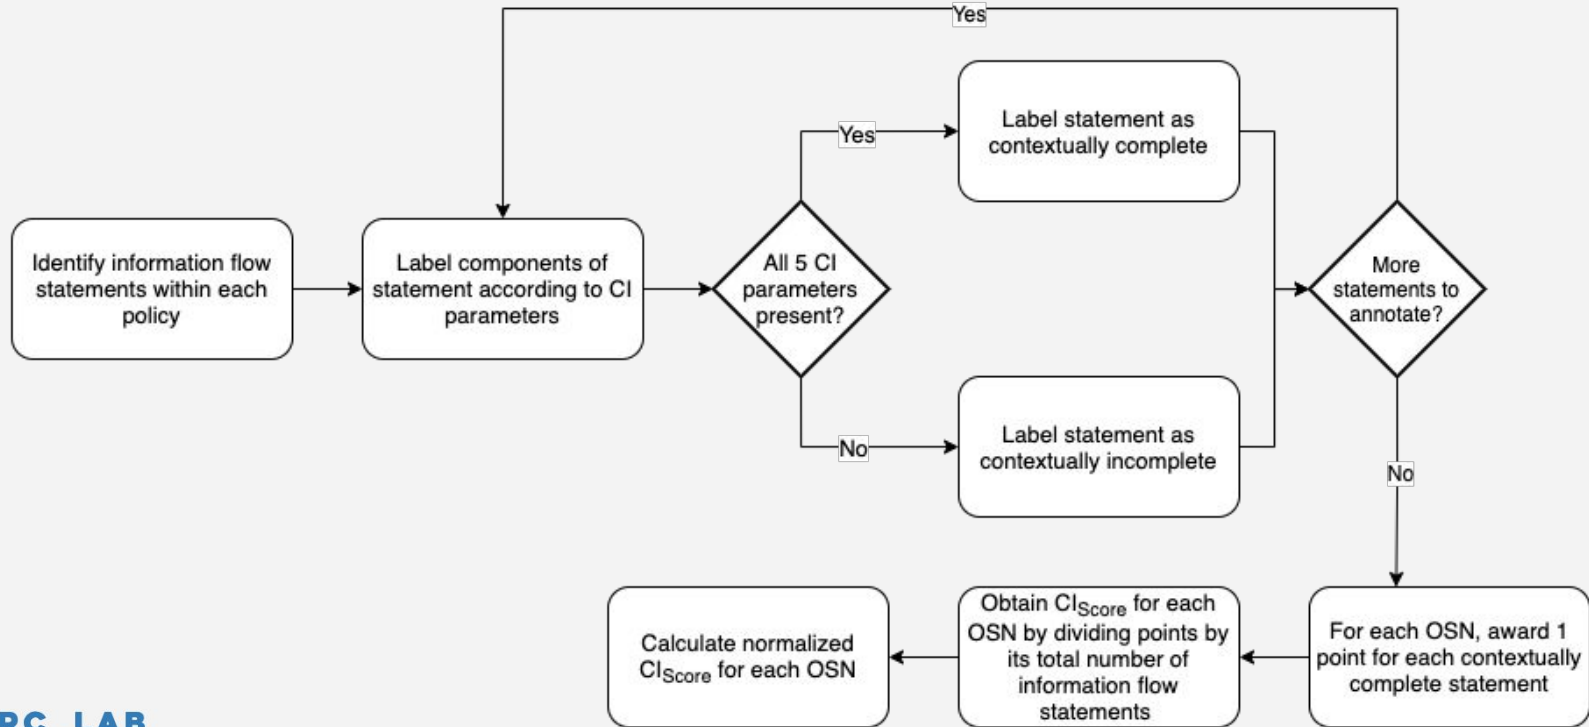 Yes
Label statement as
contextually complete
Yes
Identify information flow
statements within each
policy
Label components of
statement according to CI
parameters
All 5 CI
parameters
present?
More
statements to
annotate?
No
Label statement as
contextually incomplete
No
Calculate normalized
CIScore for each OSN
Obtain CIScore for each
OSN by dividing points by
its total number of
information flow
statements
For each OSN, award 1
point for each contextually
complete statement
LAB